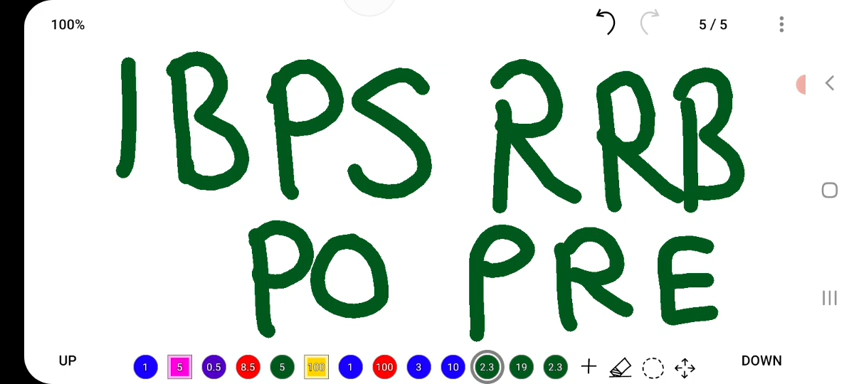 100% 5 / 5
IBPS RRB
PO PRE
UP 1 5 0.5 8.5 5 100 1 100 3 10 2.3 19 2.3 DOWN